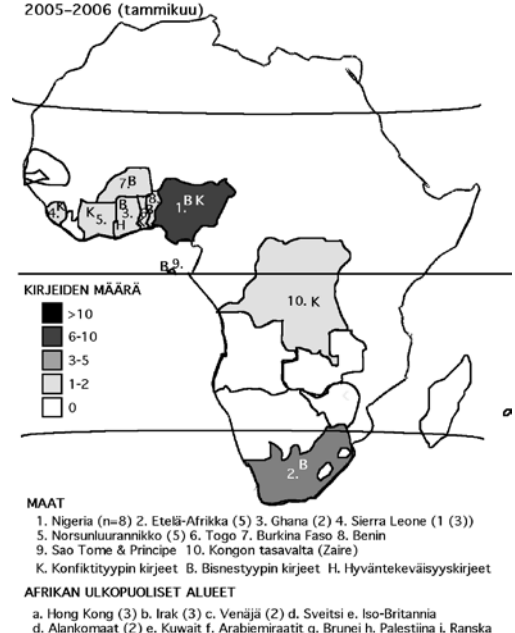 2005-2006 (tammikuu)
7. B
4. K
K 5.
B
3.
H
8.
B
1. B K
B 9.
10. K
B
2.
KIRJEIDEN MÄÄRÄ
>10
6-10
3-5
1-2
0
MAAT
1. Nigeria (n=8) 2. Etelä-Afrikka (5) 3. Ghana (2) 4. Sierra Leone (1 (3))
5. Norsunluurannikko (5) 6. Togo 7. Burkina Faso 8. Benin
9. Sao Tome & Principe 10. Kongon tasavalta (Zaire)
K. Konfiktityypin kirjeet B. Bisnestyypin kirjeet H. Hyväntekeväisyyskirjeet
AFRIKAN ULKOPUOLISET ALUEET
a. Hong Kong (3) b. Irak (3) c. Venäjä (2) d. Sveitsi e. Iso-Britannia
d. Alankomaat (2) e. Kuwait f. Arabiemiraatit g. Brunei h. Palestiina i. Ranska